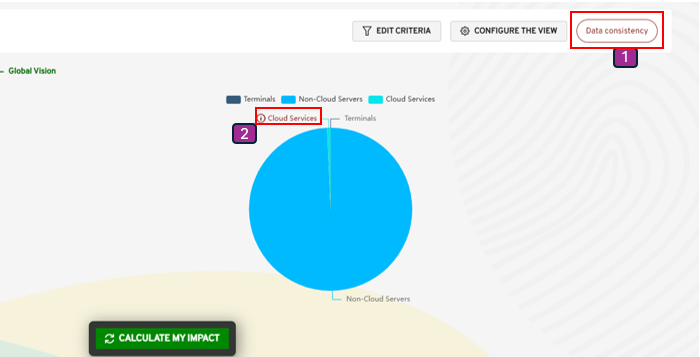 EDIT CRITERIA
CONFIGURE THE VIEW
Data consistency
1
← Global Vision
Terminals
Non-Cloud Servers
Cloud Services
2
Cloud Services
Terminals
Non-Cloud Servers
CALCULATE MY IMPACT